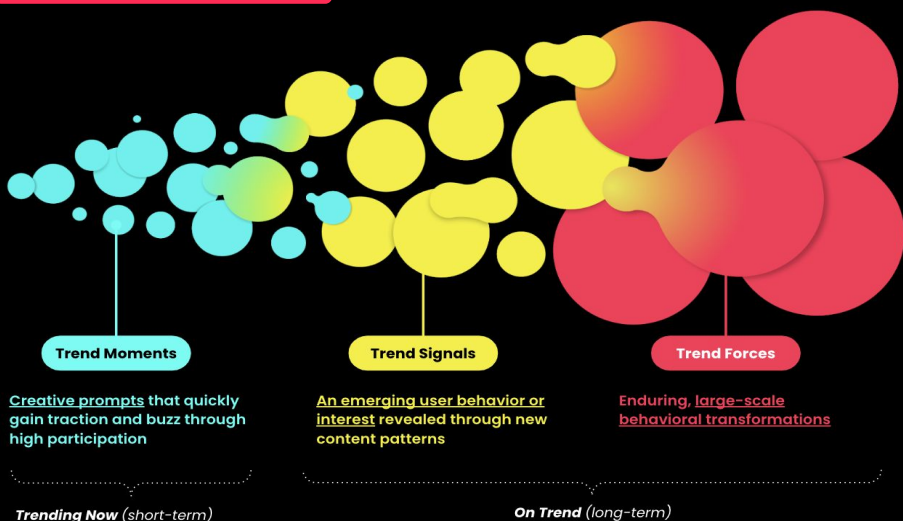 Trend Moments
Trend Signals
Trend Forces
Creative prompts that quickly
gain traction and buzz through
high participation
An emerging user behavior or
interest revealed through new
content patterns
Enduring, large-scale
behavioral transformations
Trending Now (short-term)
On Trend (long-term)